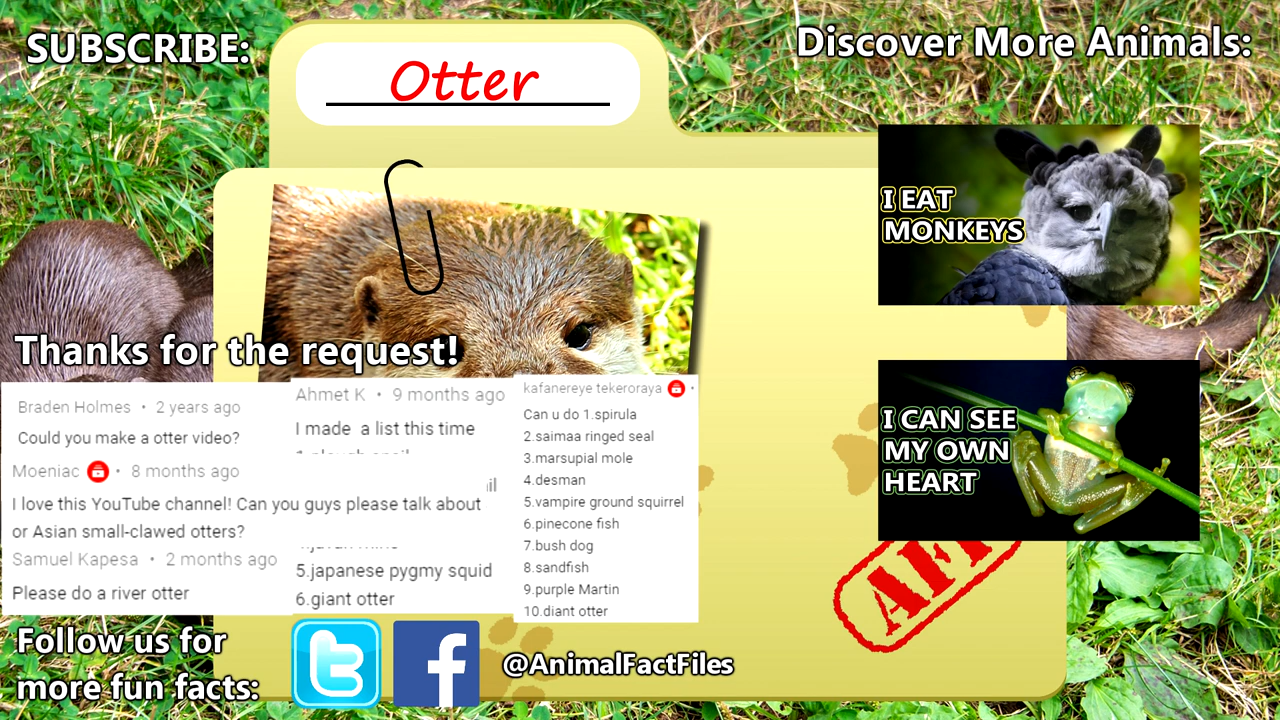 SUBSCRIBE:
Otter
Discover More Animals:
I EAT
MONKEYS
Thanks for the request!
Braden Holmes • 2 years ago
Could you make a otter video?
Moeniac • 8 months ago
I love this YouTube channel! Can you guys please talk about
or Asian small-clawed otters?
Samuel Kapesa • 2 months ago
Please do a river otter
Ahmet K • 9 months ago
I made a list this time
5.japanese pygmy squid
6.giant otter
kafanereye tekeroraya •
Can u do 1.spirula
2.saimaa ringed seal
3.marsupial mole
4.desman
5.vampire ground squirrel
6.pinecone fish
7.bush dog
8.sandfish
9.purple Martin
10.diant otter
I CAN SEE
MY OWN
HEART
AFF
Follow us for
more fun facts:
@AnimalFactFiles